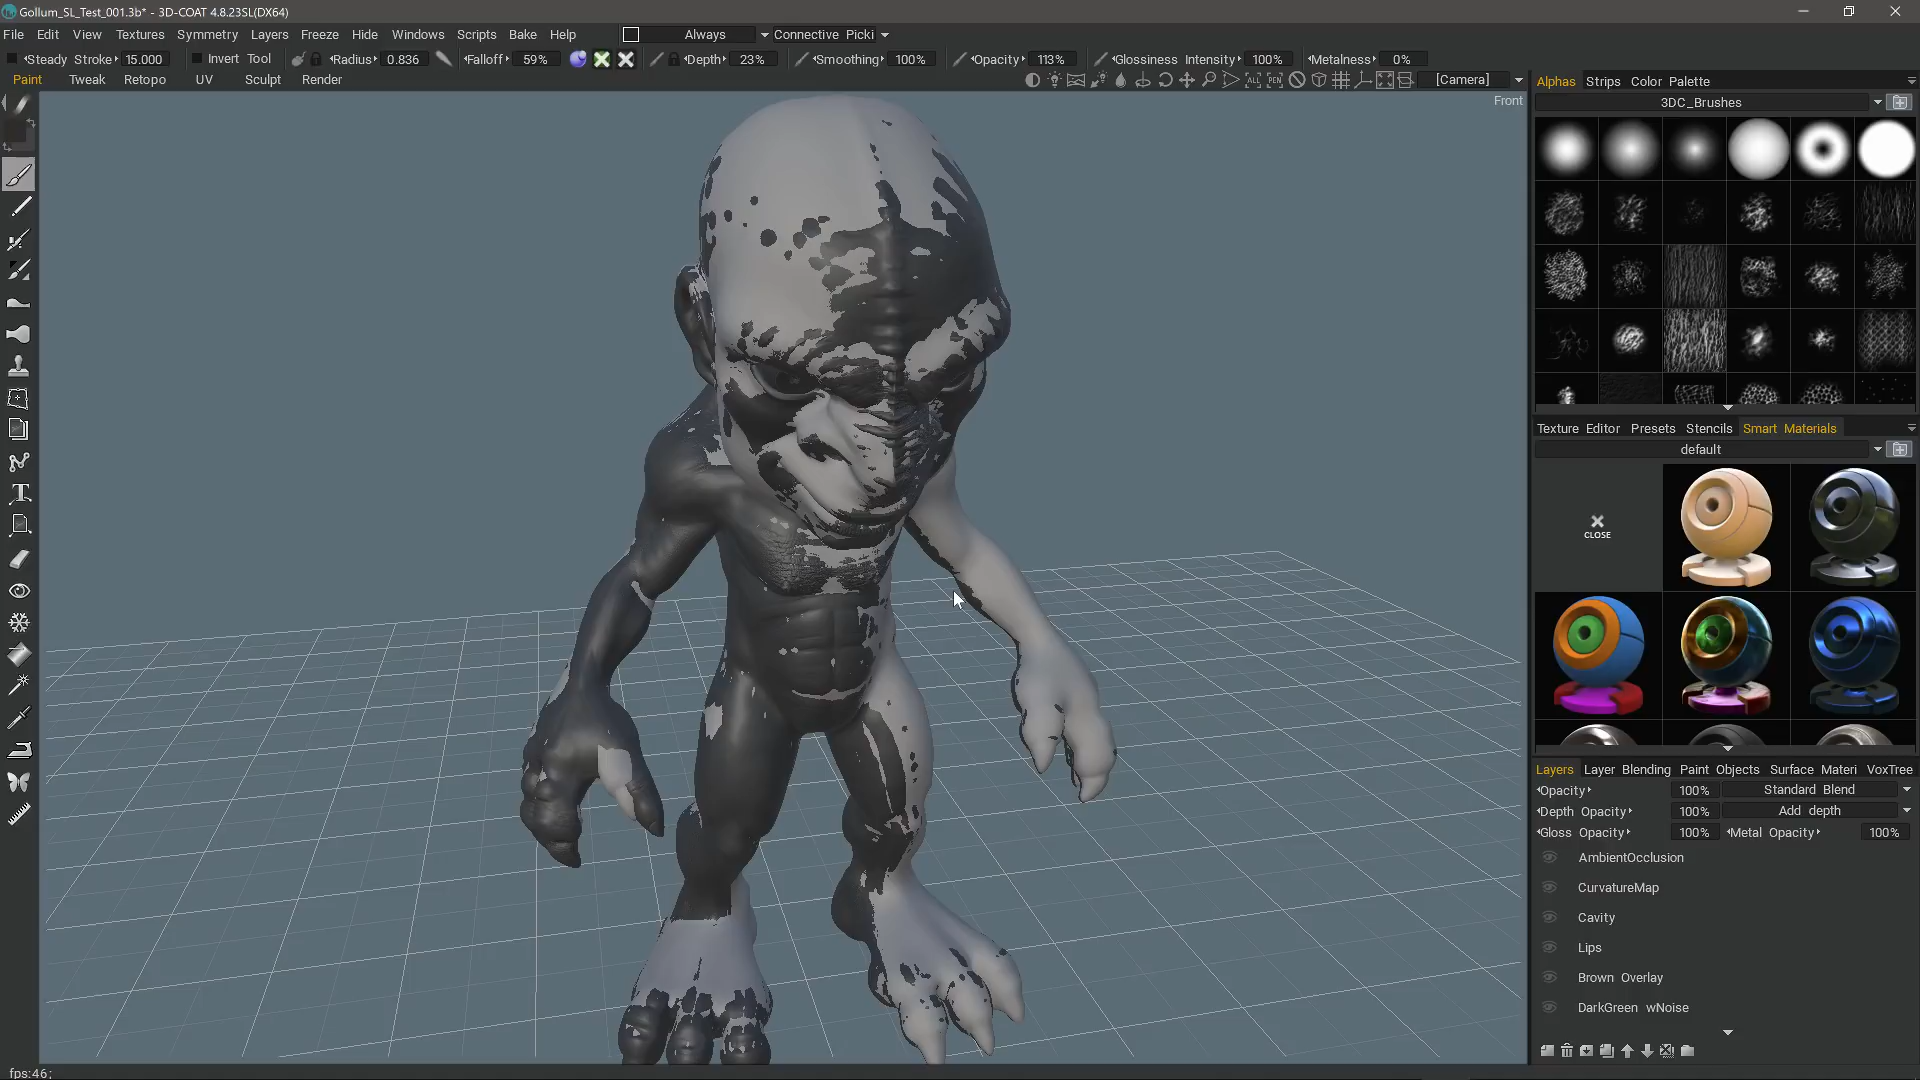 Gollum_SL_Test_001.3b* - 3D-COAT 4.8.23SL(DX64)
File Edit View Textures Symmetry Layers Freeze Hide Windows Scripts Bake Help Always Connective Picki
Steady Stroke 15.000 Invert Tool Radius 0.836 Falloff 59% Depth 23% Smoothing 100% Opacity 113% Glossiness Intensity 100% Metalness 0%
Paint Tweak Retopo UV Sculpt Render [Camera]
Front
Alphas Strips Color Palette
3DC_Brushes
Texture Editor Presets Stencils Smart Materials
default
CLOSE
Layers Layer Blending Paint Objects Surface Materi VoxTree
Opacity 100% Standard Blend
Depth Opacity 100% Add depth
Gloss Opacity 100% Metal Opacity 100%
AmbientOcclusion
CurvatureMap
Cavity
Lips
Brown Overlay
DarkGreen wNoise
fps:46;